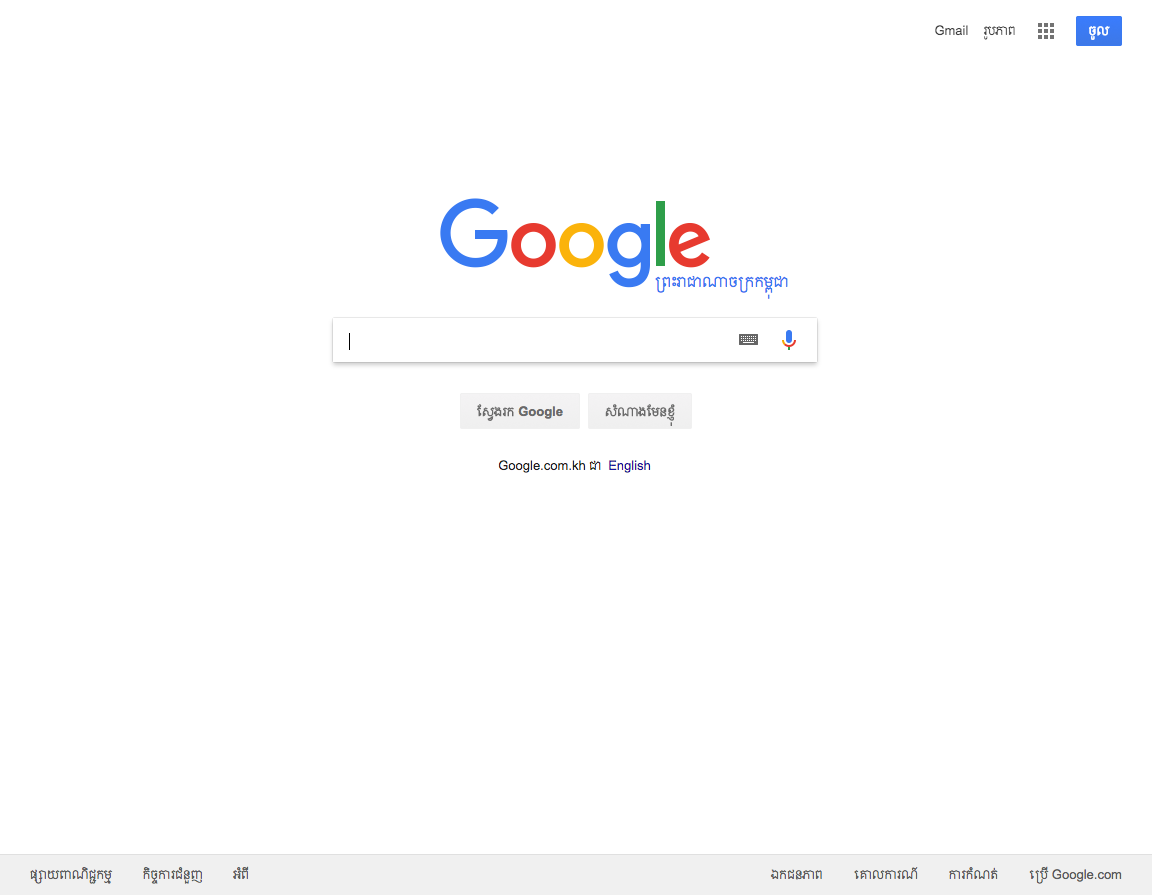 Gmail រូបភាព ចូល
Google
ព្រះរាជាណាចក្រកម្ពុជា
ស្វែងរក Google សំណាងមែនខ្ញុំ
Google.com.kh ជា English
ផ្សាយពាណិជ្ជកម្ម កិច្ចការជំនួញ អំពី ឯកជនភាព គោលការណ៍ ការកំណត់ ប្រើ Google.com